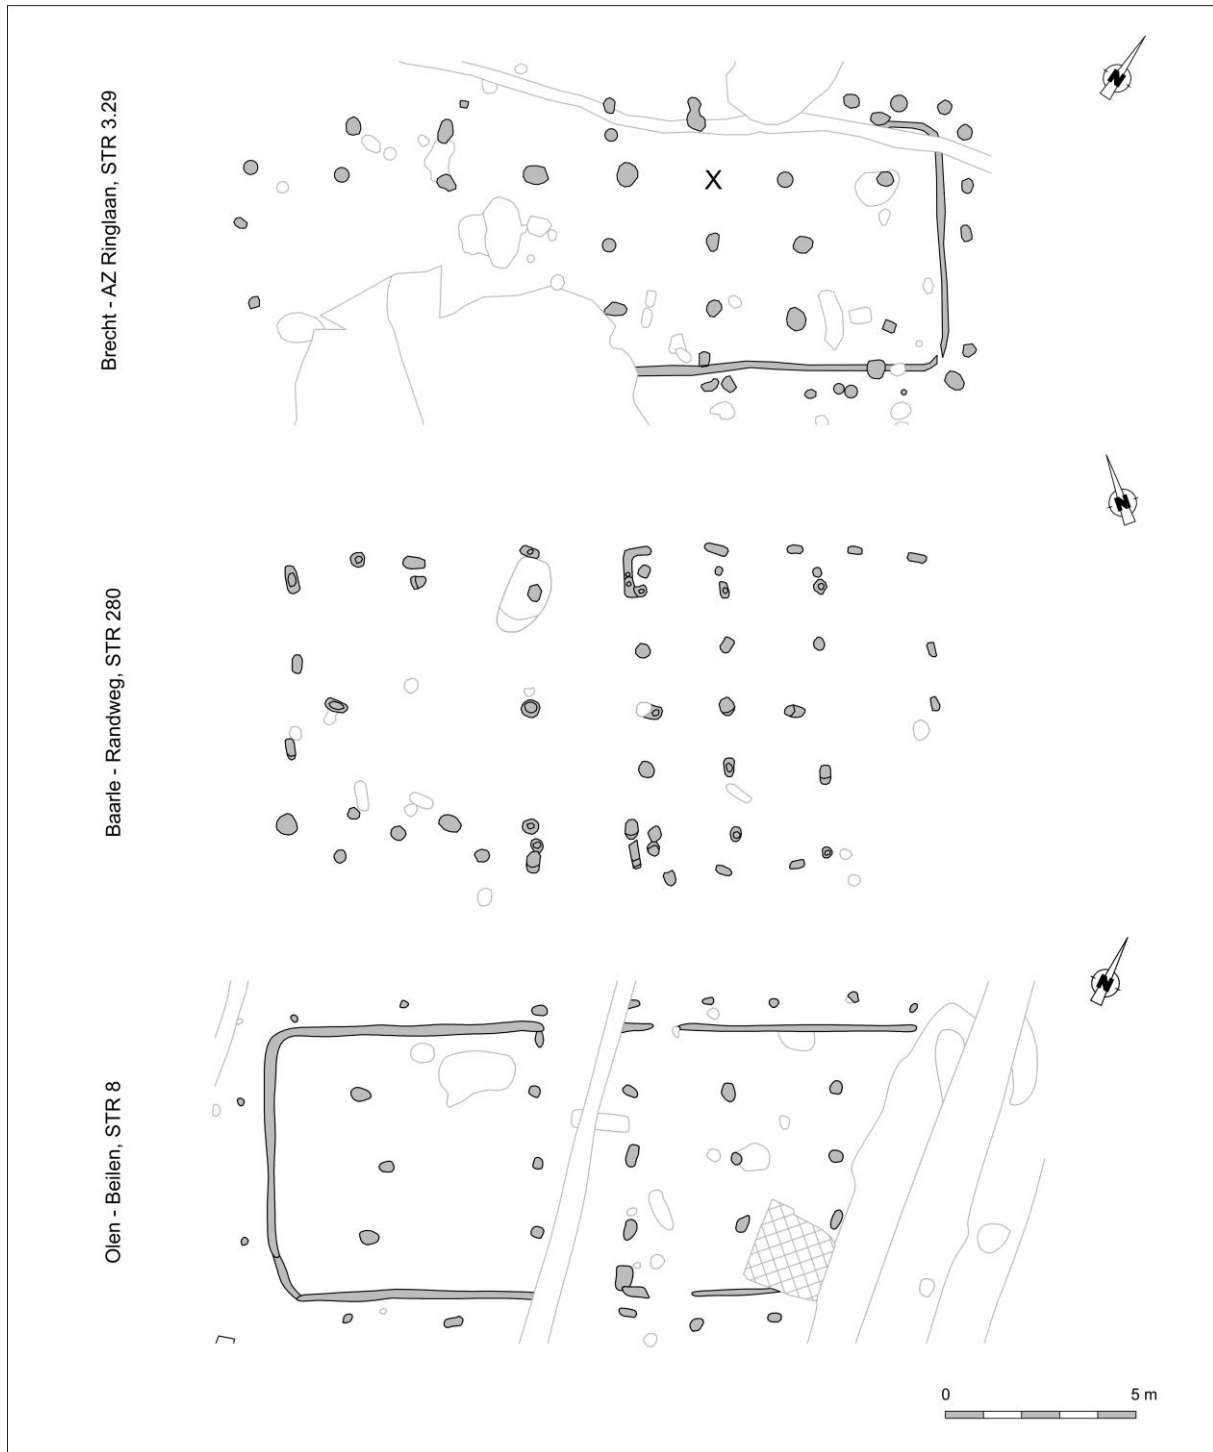 Brecht - AZ Ringlaan, STR 3.29
N
X
Baarle - Randweg, STR 280
N
Olen - Beilen, STR 8
N
0 5 m